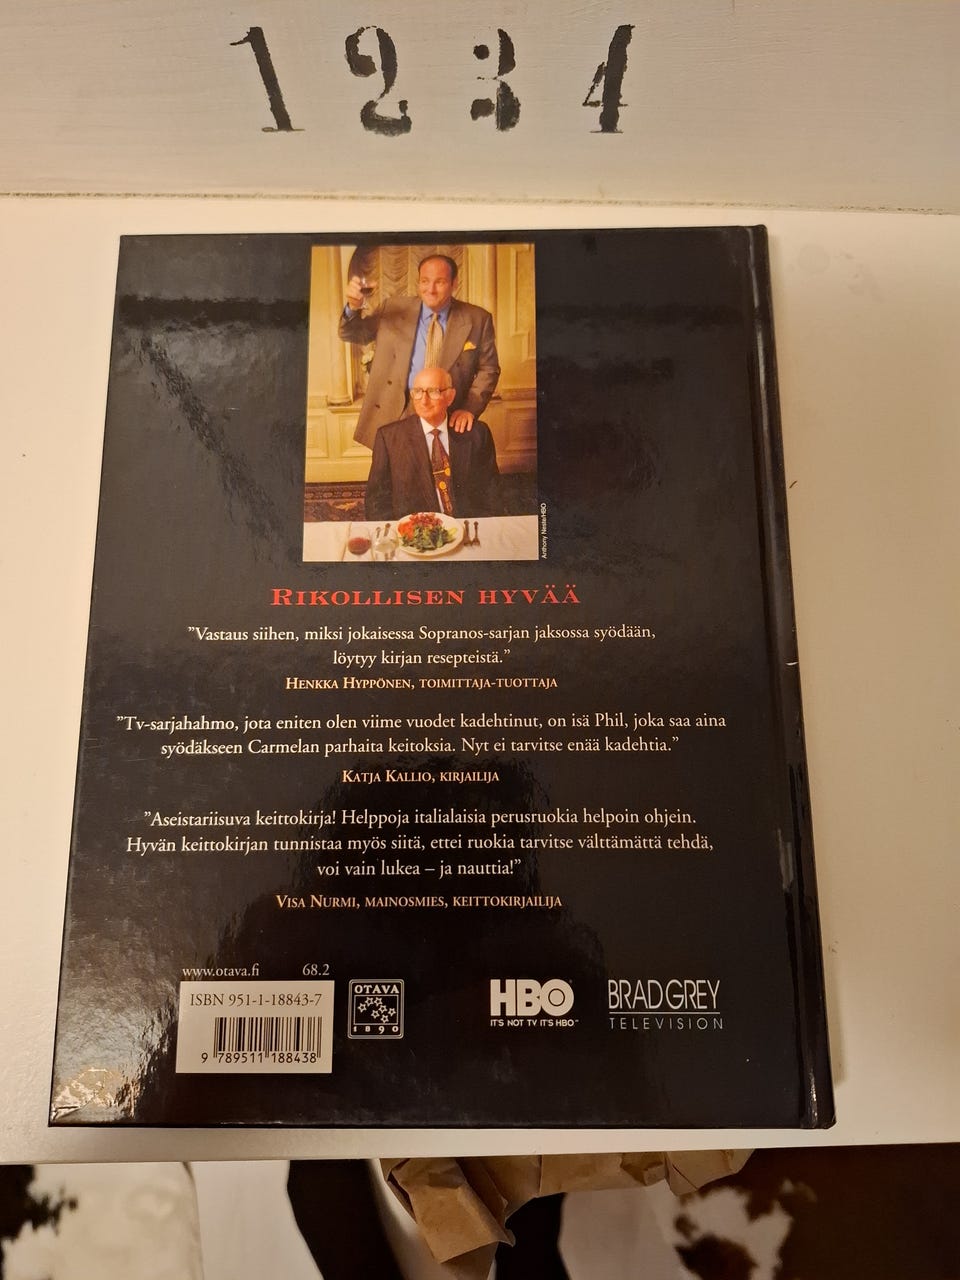 1234
Anthony Neste/HBO
RIKOLLISEN HYVÄÄ
”Vastaus siihen, miksi jokaisessa Sopranos-sarjan jaksossa syödään,
löytyy kirjan resepteistä.”
HENKKA HYPPÖNEN, TOIMITTAJA-TUOTTAJA
”Tv-sarjahahmo, jota eniten olen viime vuodet kadehtinut, on isä Phil, joka saa aina
syödäkseen Carmelan parhaita keitoksia. Nyt ei tarvitse enää kadehtia.”
KATJA KALLIO, KIRJAILIJA
”Aseistariisuva keittokirja! Helppoja italialaisia perusruokia helpoin ohjein.
Hyvän keittokirjan tunnistaa myös siitä, ettei ruokia tarvitse välttämättä tehdä,
voi vain lukea – ja nauttia!”
VISA NURMI, MAINOSMIES, KEITTOKIRJAILIJA
www.otava.fi 68.2
ISBN 951-1-18843-7
9 789511 188438
OTAVA
1890
HBO
IT'S NOT TV IT'S HBO™
BRAD GREY
TELEVISION